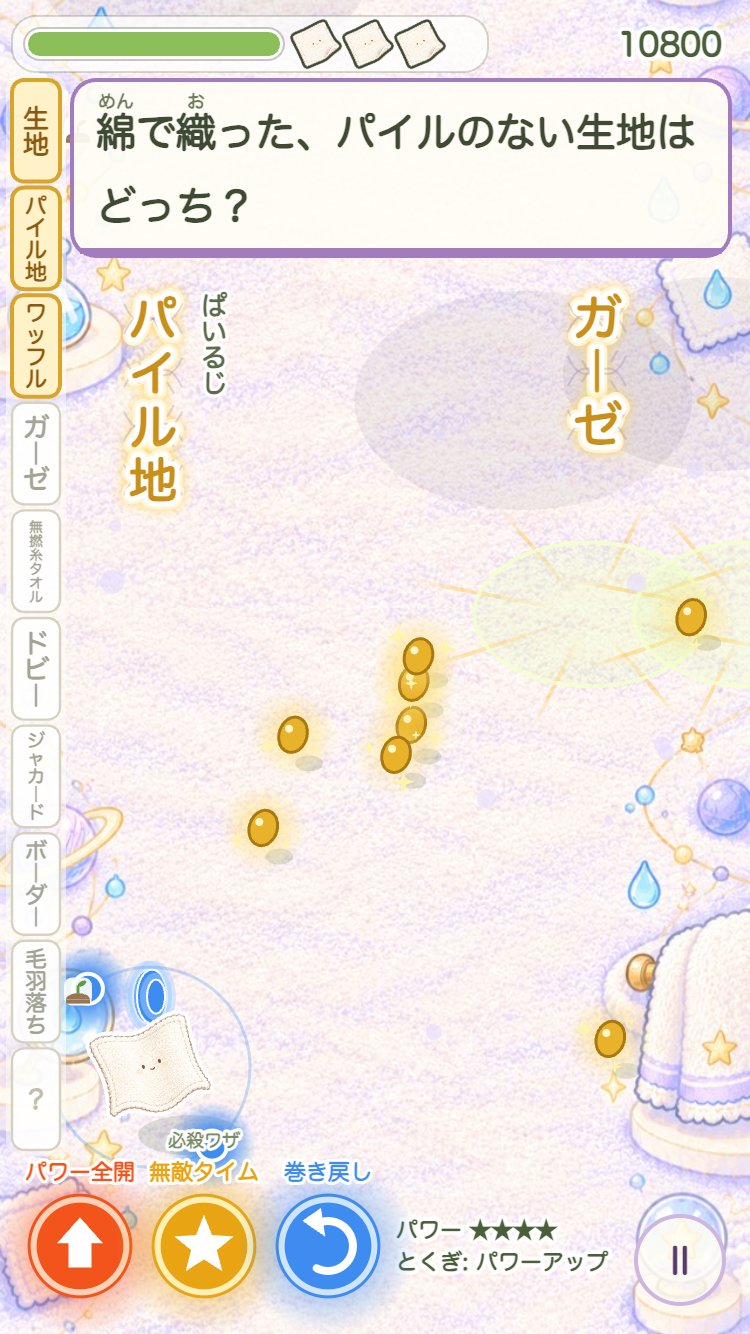 10800
めん お
綿で織った、パイルのない生地は
どっち？
生地
パイル地
ワッフル
ガーゼ
無撚糸タオル
ドビー
ジャカード
ボーダー
毛羽落ち
？
パイル地
ぱいるじ
ガーゼ
必殺ワザ
パワー全開
無敵タイム
巻き戻し
パワー ★★★★
とくぎ: パワーアップ